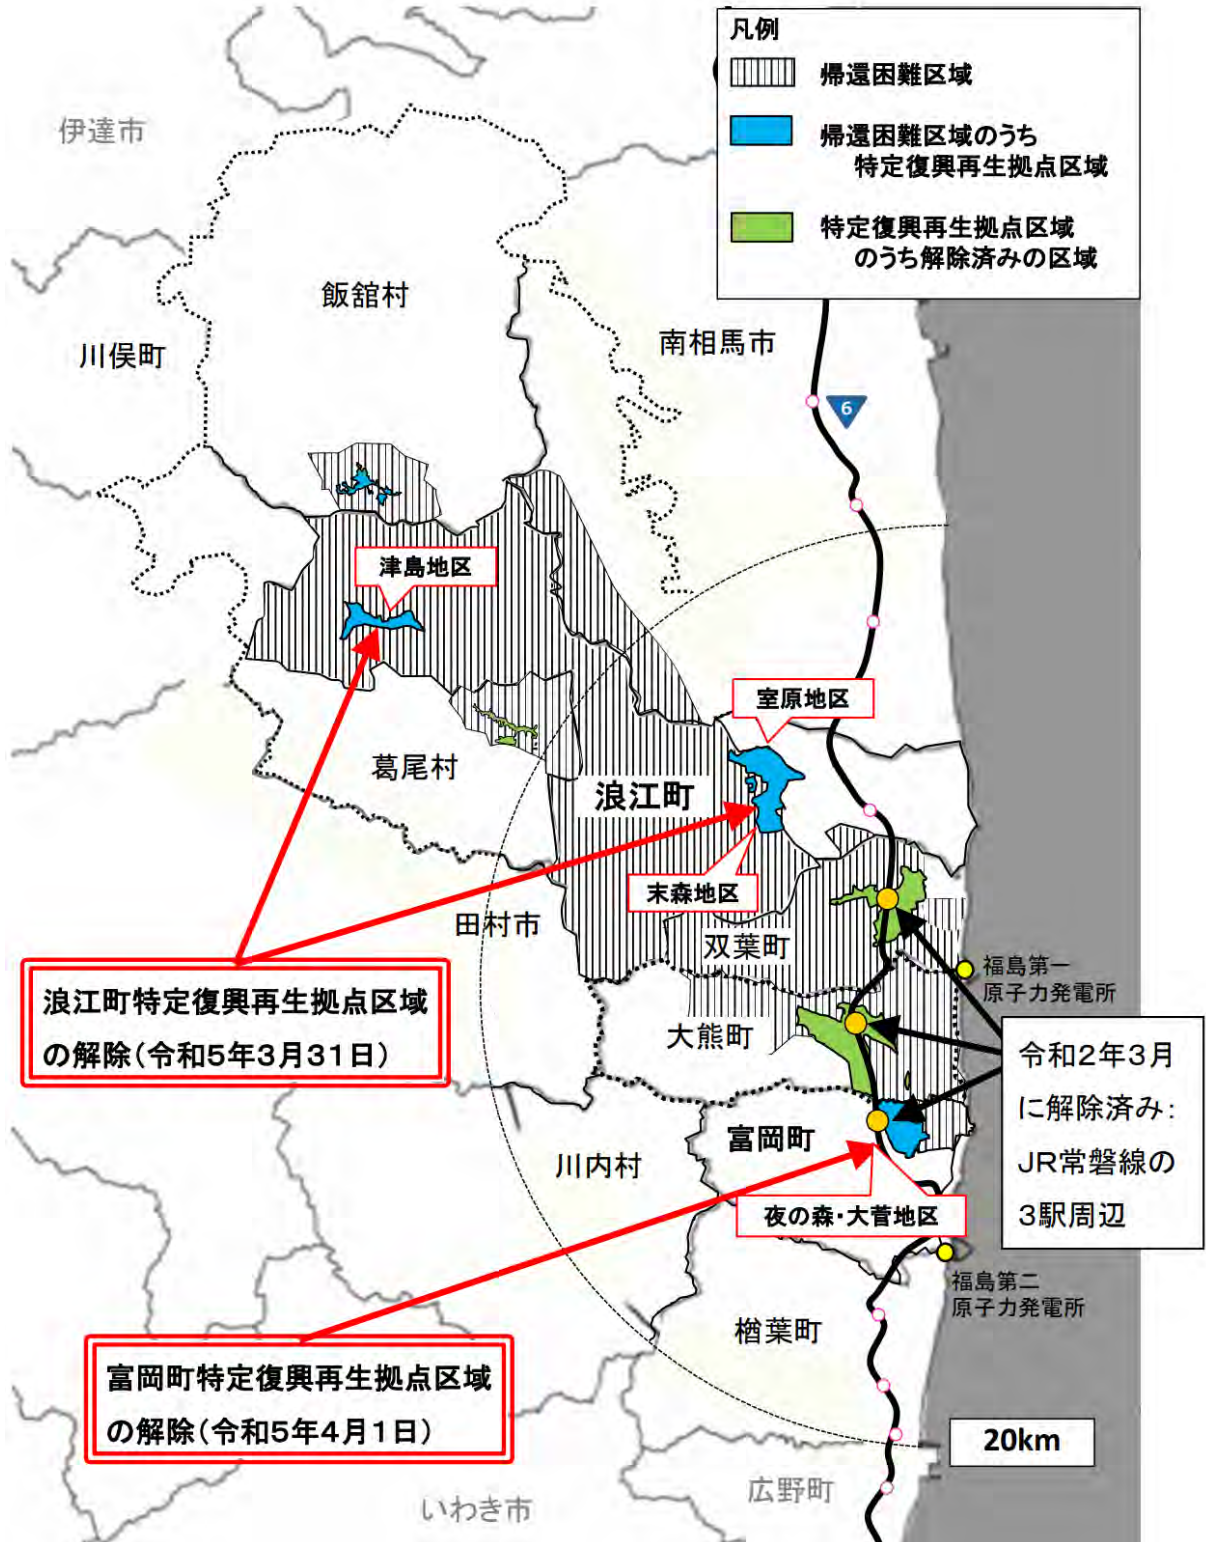 凡例
帰還困難区域
帰還困難区域のうち
特定復興再生拠点区域
特定復興再生拠点区域
のうち解除済みの区域
伊達市
飯舘村
川俣町
南相馬市
6
津島地区
室原地区
葛尾村
浪江町
末森地区
田村市
双葉町
福島第一
原子力発電所
浪江町特定復興再生拠点区域
の解除(令和5年3月31日)
大熊町
令和2年3月
に解除済み:
JR常磐線の
3駅周辺
富岡町
川内村
夜の森・大菅地区
福島第二
原子力発電所
楢葉町
富岡町特定復興再生拠点区域
の解除(令和5年4月1日)
20km
広野町
いわき市